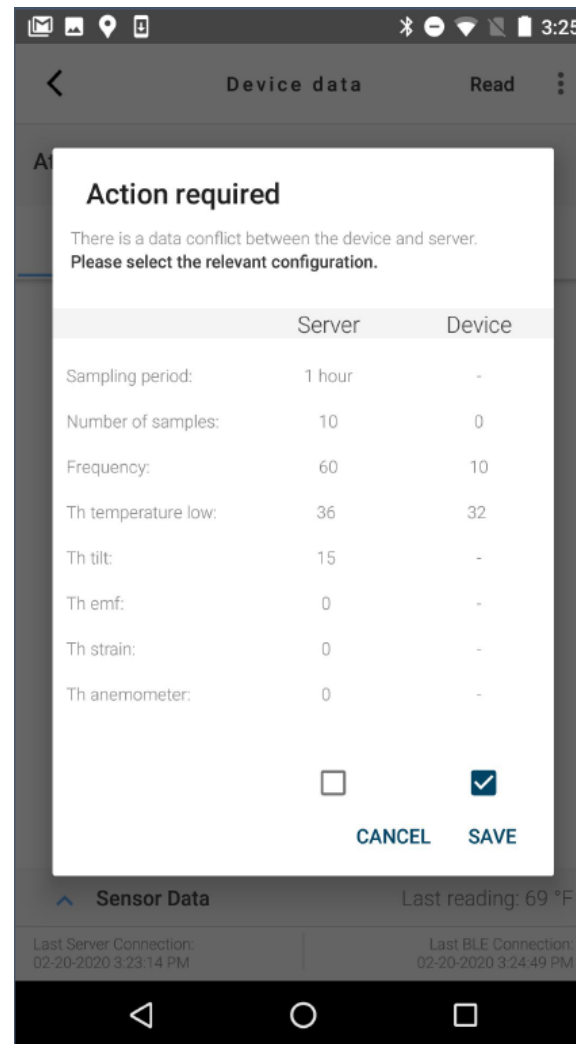 3:25
Device data Read
At
Action required
There is a data conflict between the device and server.
Please select the relevant configuration.
Server Device
Sampling period: 1 hour -
Number of samples: 10 0
Frequency: 60 10
Th temperature low: 36 32
Th tilt: 15 -
Th emf: 0 -
Th strain: 0 -
Th anemometer: 0 -
CANCEL SAVE
Sensor Data Last reading: 69 °F
Last Server Connection: Last BLE Connection:
02-20-2020 3:23:14 PM 02-20-2020 3:24:49 PM